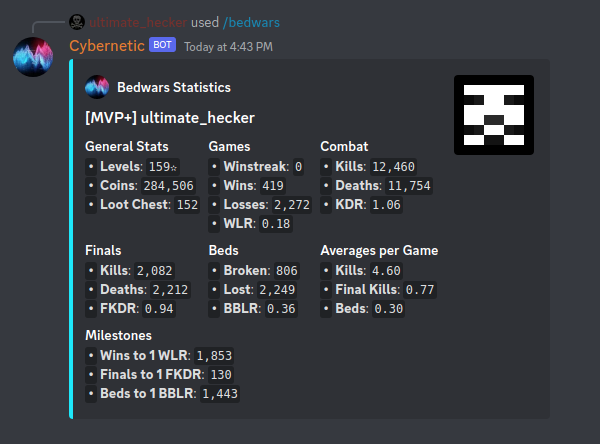 ultimate_hecker used /bedwars
Cybernetic BOT Today at 4:43 PM
Bedwars Statistics
[MVP+] ultimate_hecker
General Stats
• Levels: 159☆
• Coins: 284,506
• Loot Chest: 152
Games
• Winstreak: 0
• Wins: 419
• Losses: 2,272
• WLR: 0.18
Combat
• Kills: 12,460
• Deaths: 11,754
• KDR: 1.06
Finals
• Kills: 2,082
• Deaths: 2,212
• FKDR: 0.94
Beds
• Broken: 806
• Lost: 2,249
• BBLR: 0.36
Averages per Game
• Kills: 4.60
• Final Kills: 0.77
• Beds: 0.30
Milestones
• Wins to 1 WLR: 1,853
• Finals to 1 FKDR: 130
• Beds to 1 BBLR: 1,443